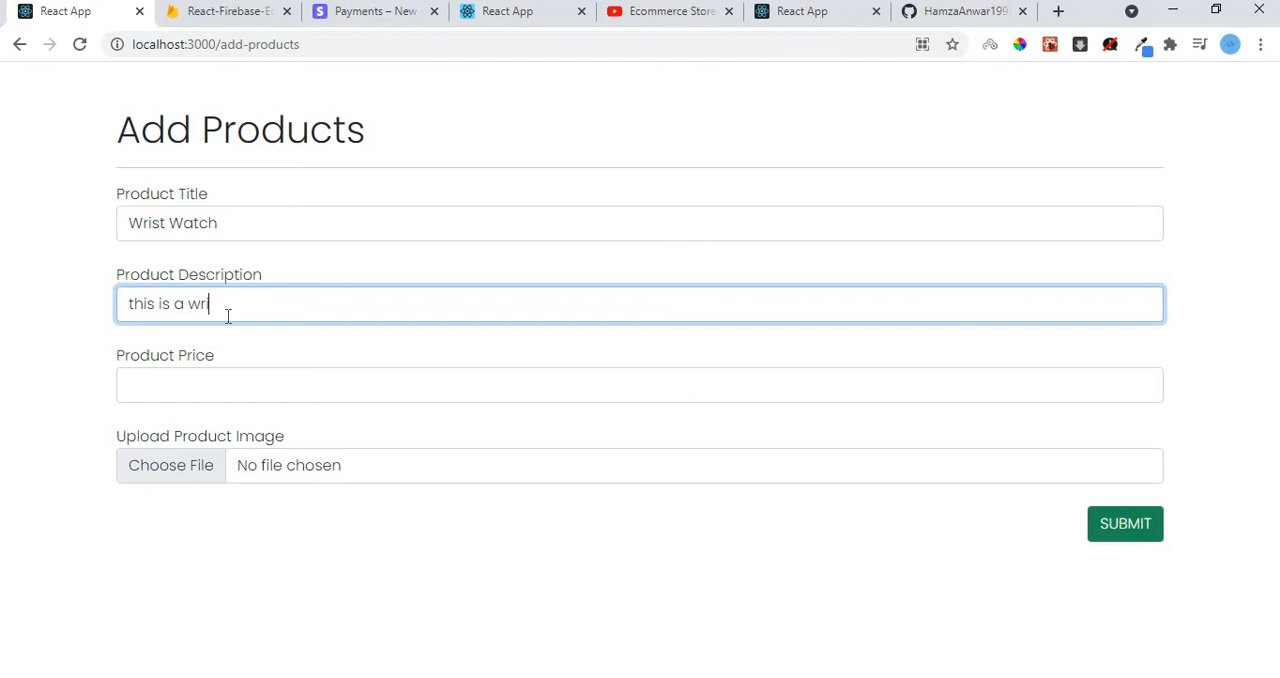 React App React-Firebase-Ec Payments – New React App Ecommerce Store React App HamzaAnwar199
localhost:3000/add-products
Add Products
Product Title
Wrist Watch
Product Description
this is a wri
Product Price
Upload Product Image
Choose File No file chosen
SUBMIT